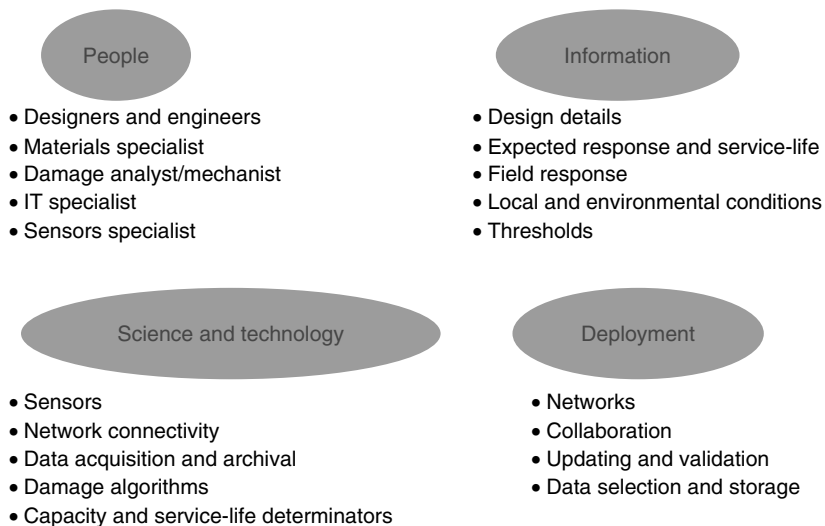 People
• Designers and engineers
• Materials specialist
• Damage analyst/mechanist
• IT specialist
• Sensors specialist
Information
• Design details
• Expected response and service-life
• Field response
• Local and environmental conditions
• Thresholds
Science and technology
• Sensors
• Network connectivity
• Data acquisition and archival
• Damage algorithms
• Capacity and service-life determinators
Deployment
• Networks
• Collaboration
• Updating and validation
• Data selection and storage